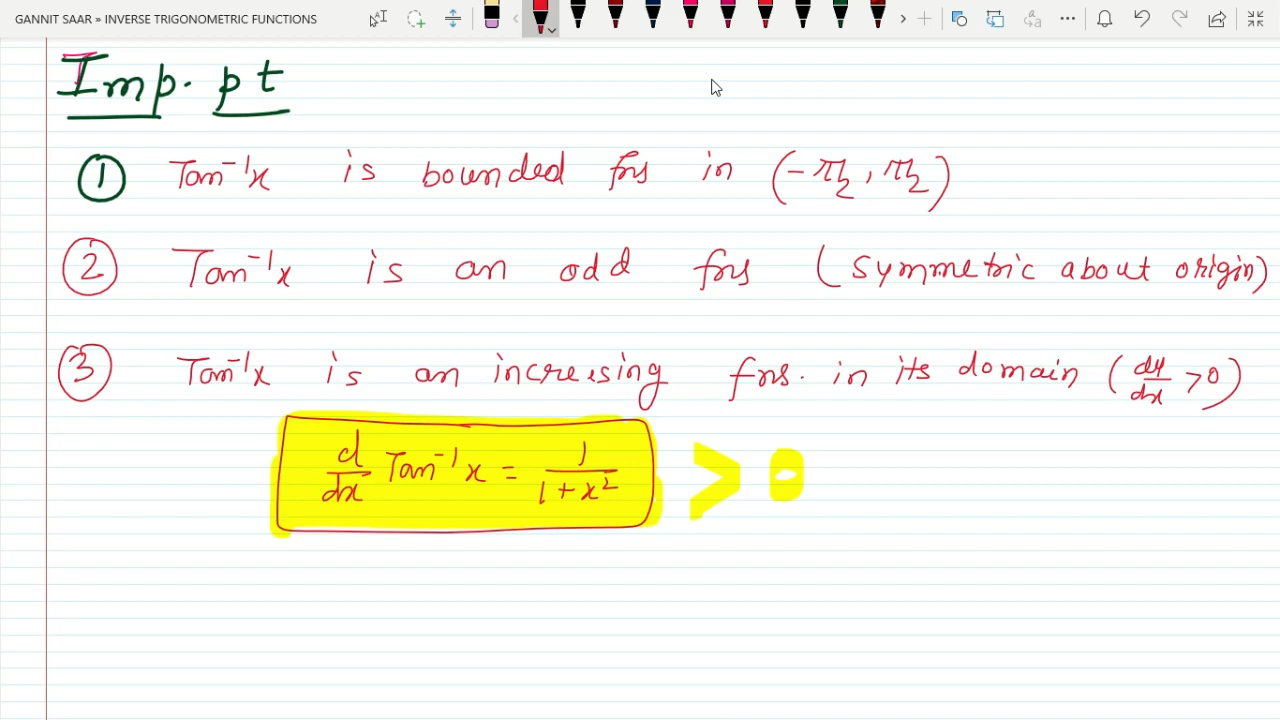 GANNIT SAAR » INVERSE TRIGONOMETRIC FUNCTIONS
Imp. pt
① Tan⁻¹x is bounded fns in (-π/2, π/2)
② Tan⁻¹x is an odd fns (symmetric about origin)
③ Tan⁻¹x is an increasing fns. in its domain (dy/dx >0)
d/dx Tan⁻¹x = 1/1+x² > 0